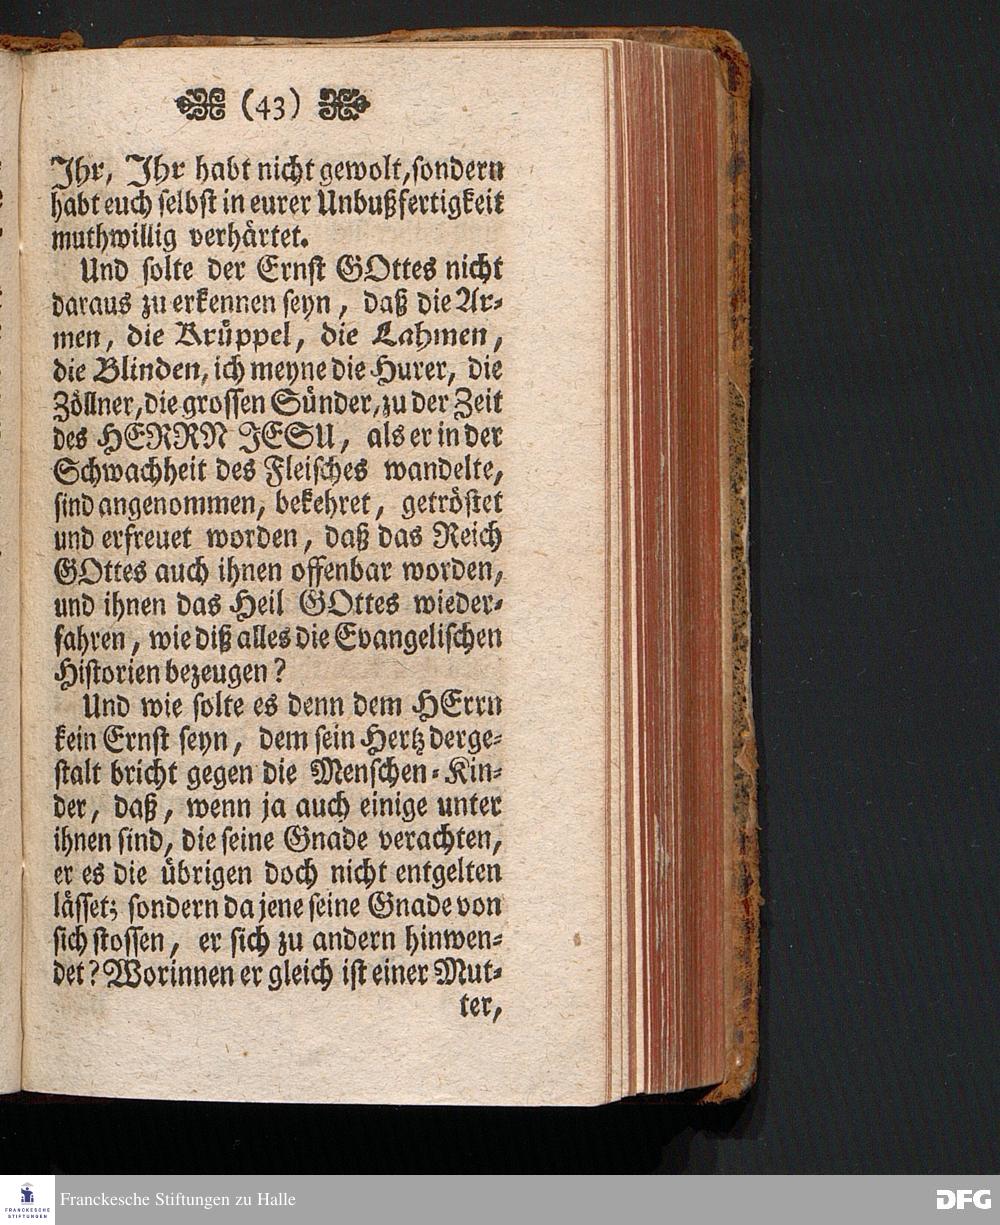 (43)
Ihr, Ihr habt nicht gewolt, sondern
habt euch selbst in eurer Unbußfertigkeit
muthwillig verhärtet.
Und solte der Ernst GOttes nicht
daraus zu erkennen seyn, daß die Ar-
men, die Krüppel, die Lahmen,
die Blinden, ich meyne die Hurer, die
Zöllner, die grossen Sünder, zu der Zeit
des HERRN JESU, als er in der
Schwachheit des Fleisches wandelte,
sind angenommen, bekehret, getröstet
und erfreuet worden, daß das Reich
GOttes auch ihnen offenbar worden,
und ihnen das Heil GOttes wieder-
fahren, wie diß alles die Evangelischen
Historien bezeugen?
Und wie solte es denn dem HErrn
kein Ernst seyn, dem sein Hertz derge-
stalt bricht gegen die Menschen-Kin-
der, daß, wenn ja auch einige unter
ihnen sind, die seine Gnade verachten,
er es die übrigen doch nicht entgelten
lässet; sondern da jene seine Gnade von
sich stossen, er sich zu andern hinwen-
det? Worinnen er gleich ist einer Mut-
ter,
FRANCKESCHE
STIFTUNGEN
Franckesche Stiftungen zu Halle
DFG